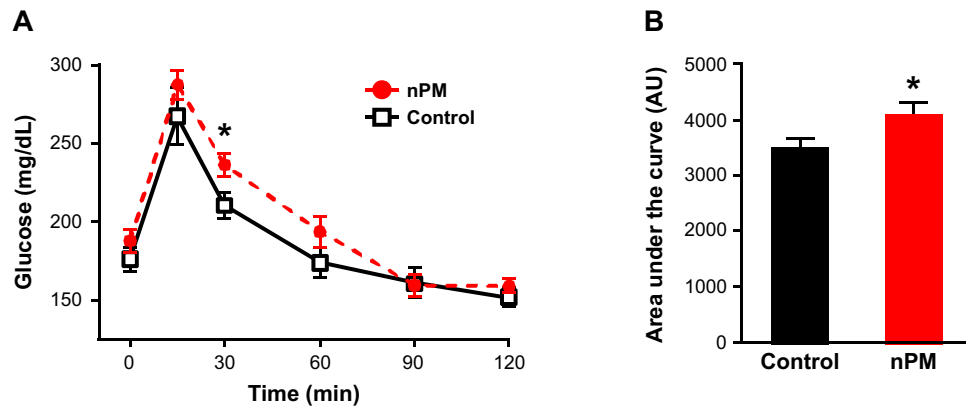 A
Glucose (mg/dL)
300
250
200
150
nPM
Control
*
0
30
60
90
120
Time (min)
B
Area under the curve (AU)
5000
4000
3000
2000
1000
0
*
Control
nPM